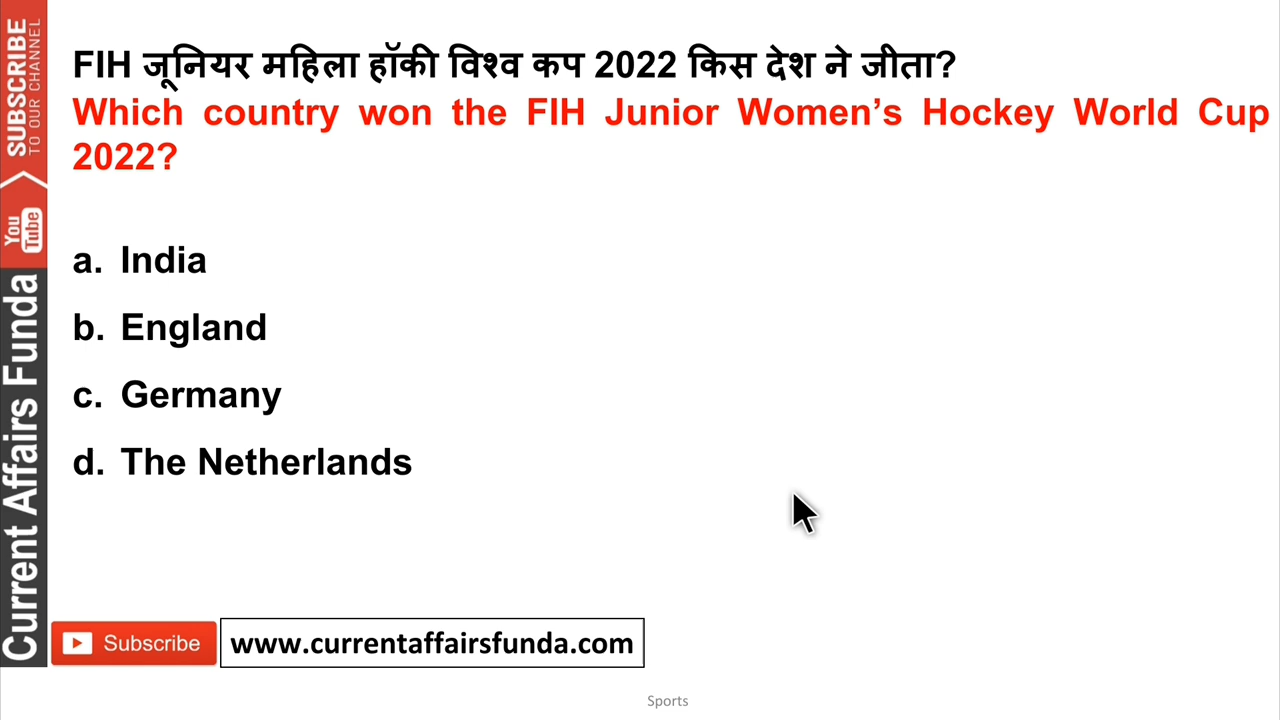 FIH जूनियर महिला हॉकी विश्व कप 2022 किस देश ने जीता?
Which country won the FIH Junior Women’s Hockey World Cup
2022?
a. India
b. England
c. Germany
d. The Netherlands
SUBSCRIBE
TO OUR CHANNEL
You
Tube
Current Affairs Funda
Subscribe
www.currentaffairsfunda.com
Sports